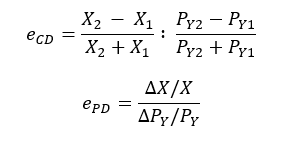 e_CD = (X_2 − X_1)/(X_2 + X_1) : (P_Y2 − P_Y1)/(P_Y2 + P_Y1)
e_PD = (ΔX/X)/(ΔP_Y/P_Y)